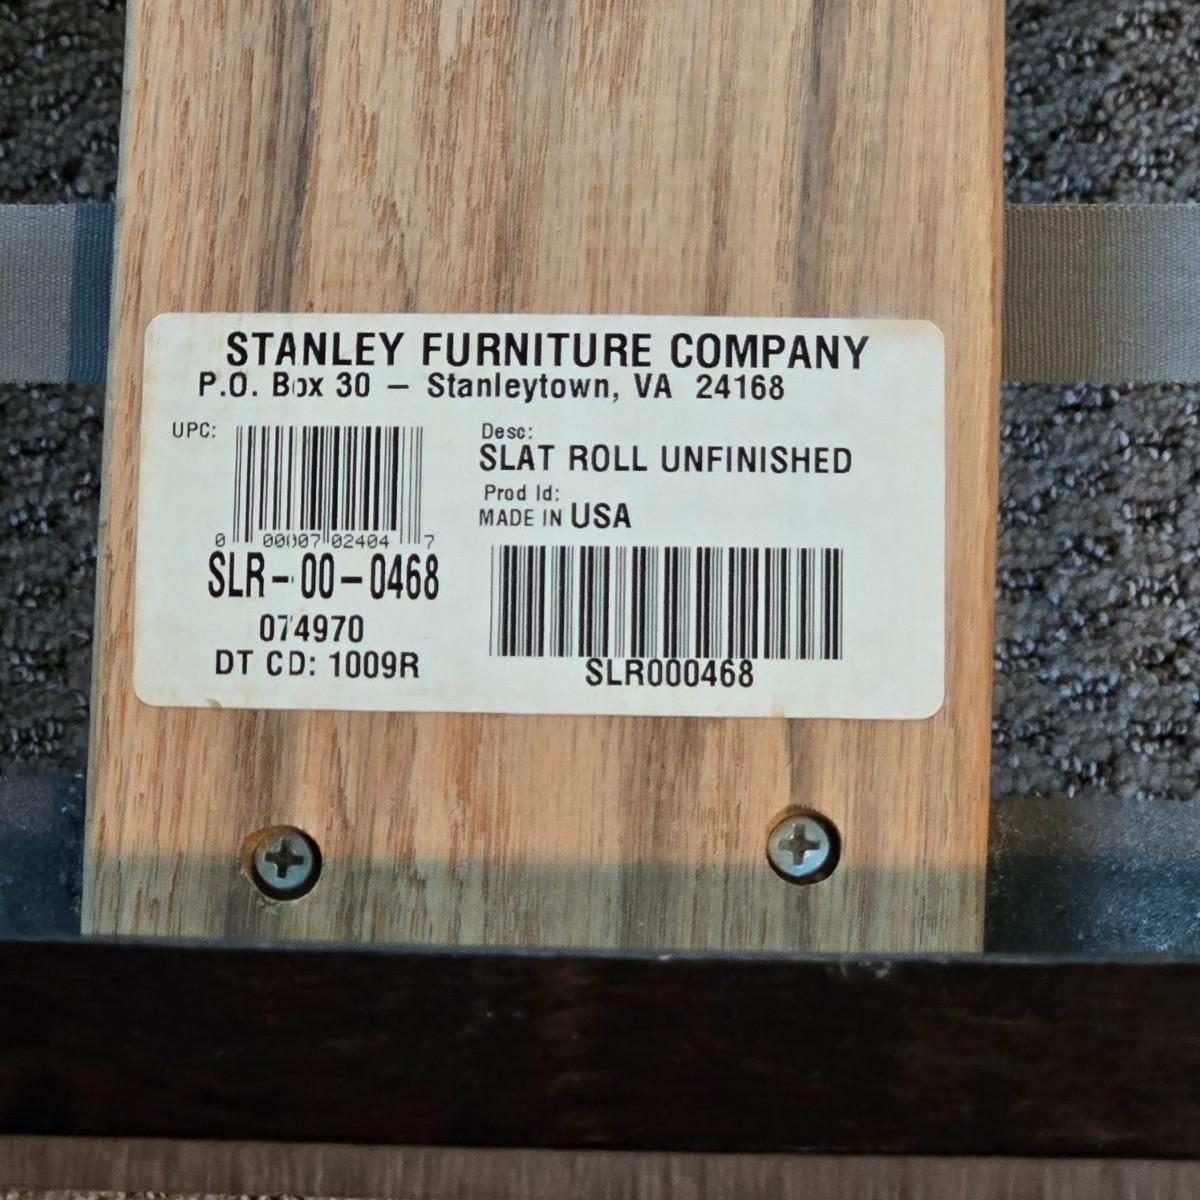 STANLEY FURNITURE COMPANY
P.O. Box 30 – Stanleytown, VA 24168
UPC:
0 00007 02404 7
SLR-00-0468
074970
DT CD: 1009R
Desc:
SLAT ROLL UNFINISHED
Prod Id:
MADE IN USA
SLR000468